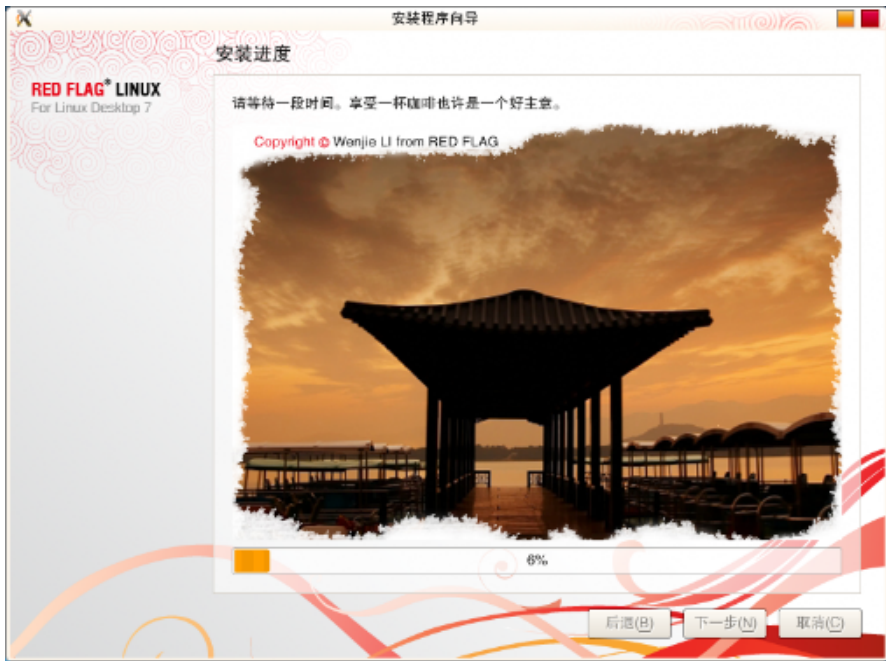 安装程序向导
安装进度
RED FLAG® LINUX
For Linux Desktop 7
请等待一段时间。享受一杯咖啡也许是一个好主意。
Copyright © Wenjie LI from RED FLAG
6%
后退(B)
下一步(N)
取消(C)